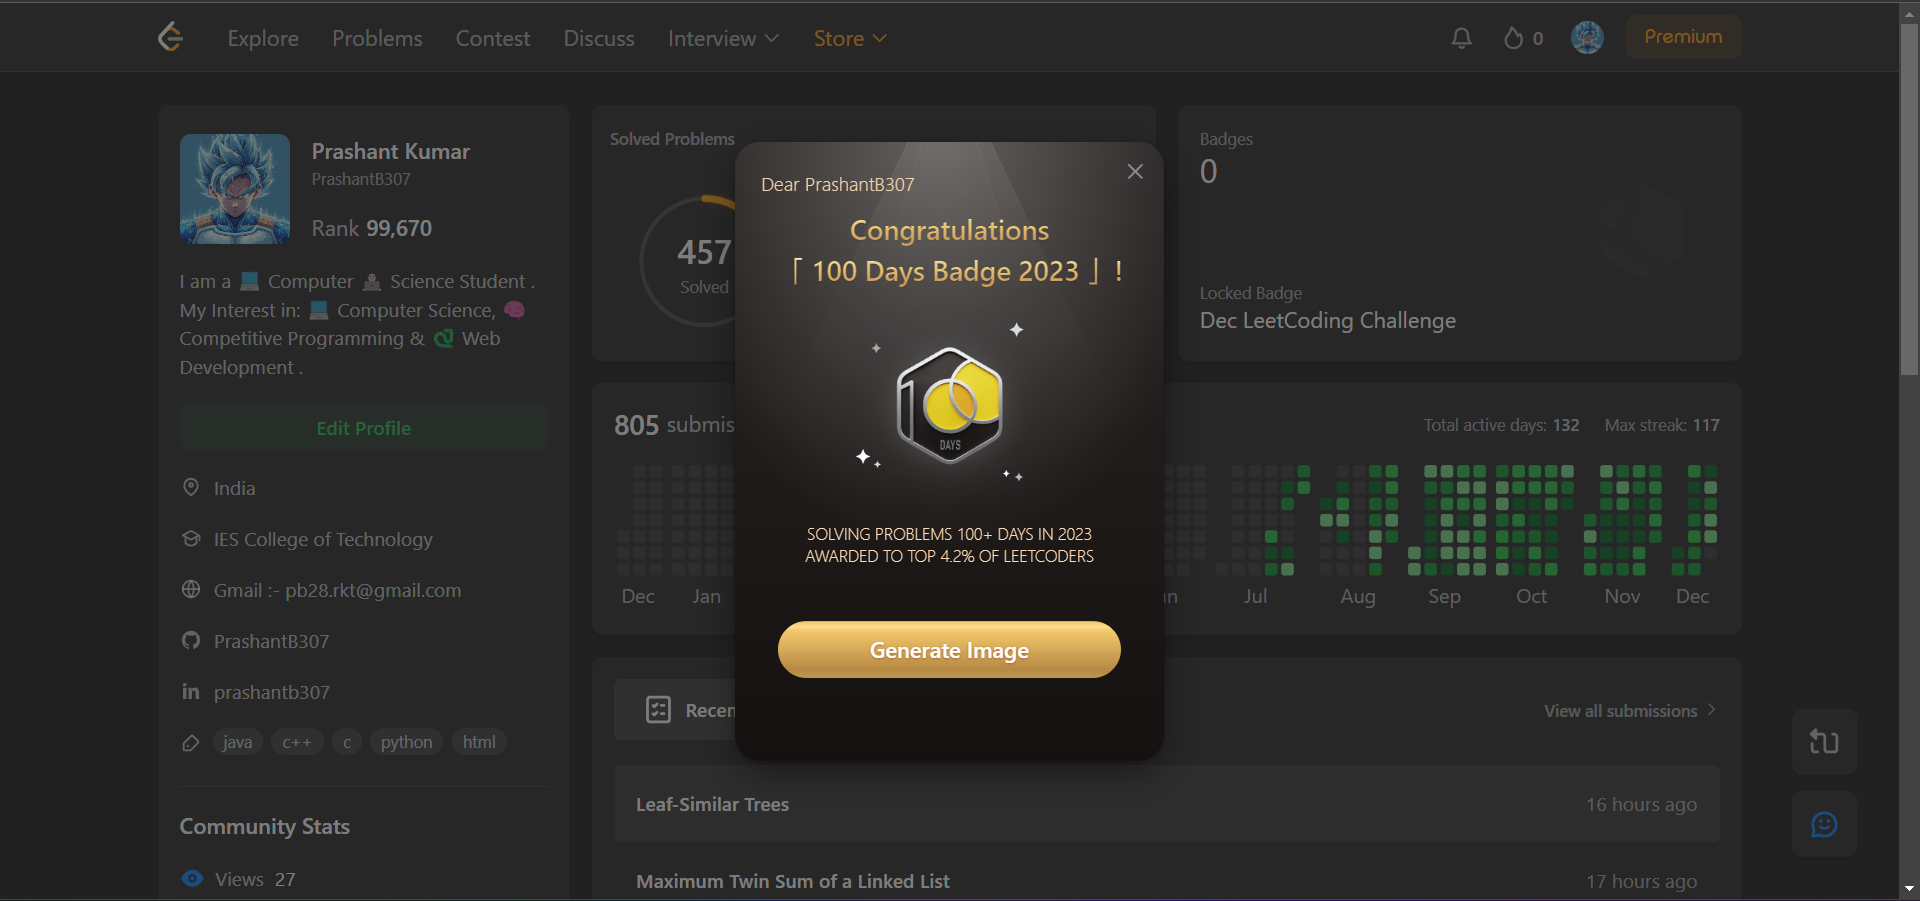 Explore Problems Contest Discuss Interview Store 0 Premium
Prashant Kumar
PrashantB307
Rank 99,670
I am a 💻 Computer Science Student .
My Interest in: 💻 Computer Science, 🧠
Competitive Programming & Web
Development .
Edit Profile
India
IES College of Technology
Gmail :- pb28.rkt@gmail.com
PrashantB307
in prashantb307
java c++ c python html
Community Stats
Views 27
Solved Problems
457
Solved
Badges
0
Locked Badge
Dec LeetCoding Challenge
Dear PrashantB307
Congratulations
「 100 Days Badge 2023 」 !
100
DAYS
SOLVING PROBLEMS 100+ DAYS IN 2023
AWARDED TO TOP 4.2% OF LEETCODERS
Generate Image
805 submis
Total active days: 132 Max streak: 117
Dec Jan Jul Aug Sep Oct Nov Dec
Recen
View all submissions
Leaf-Similar Trees 16 hours ago
Maximum Twin Sum of a Linked List 17 hours ago